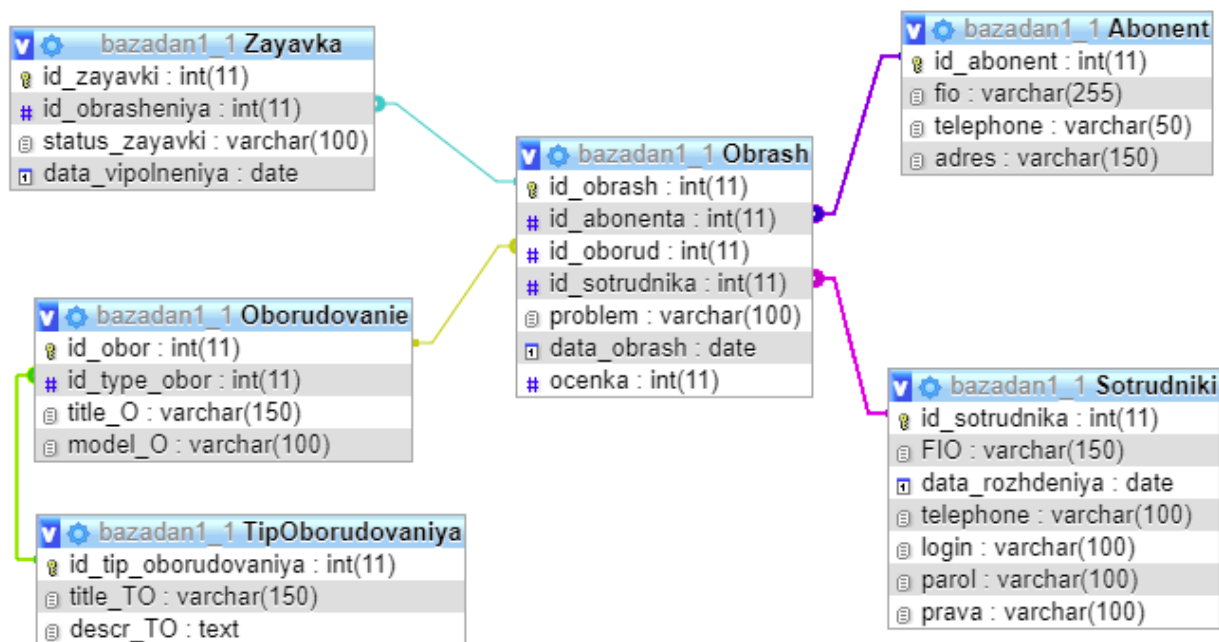 bazadan1_1 Zayavka
id_zayavki : int(11)
id_obrasheniya : int(11)
status_zayavki : varchar(100)
data_vipolneniya : date
bazadan1_1 Abonent
id_abonent : int(11)
fio : varchar(255)
telephone : varchar(50)
adres : varchar(150)
bazadan1_1 Obrash
id_obrash : int(11)
id_abonenta : int(11)
id_oborud : int(11)
id_sotrudnika : int(11)
problem : varchar(100)
data_obrash : date
ocenka : int(11)
bazadan1_1 Oborudovanie
id_obor : int(11)
id_type_obor : int(11)
title_O : varchar(150)
model_O : varchar(100)
bazadan1_1 Sotrudniki
id_sotrudnika : int(11)
FIO : varchar(150)
data_rozhdeniya : date
telephone : varchar(100)
login : varchar(100)
parol : varchar(100)
prava : varchar(100)
bazadan1_1 TipOborudovaniya
id_tip_oborudovaniya : int(11)
title_TO : varchar(150)
descr_TO : text